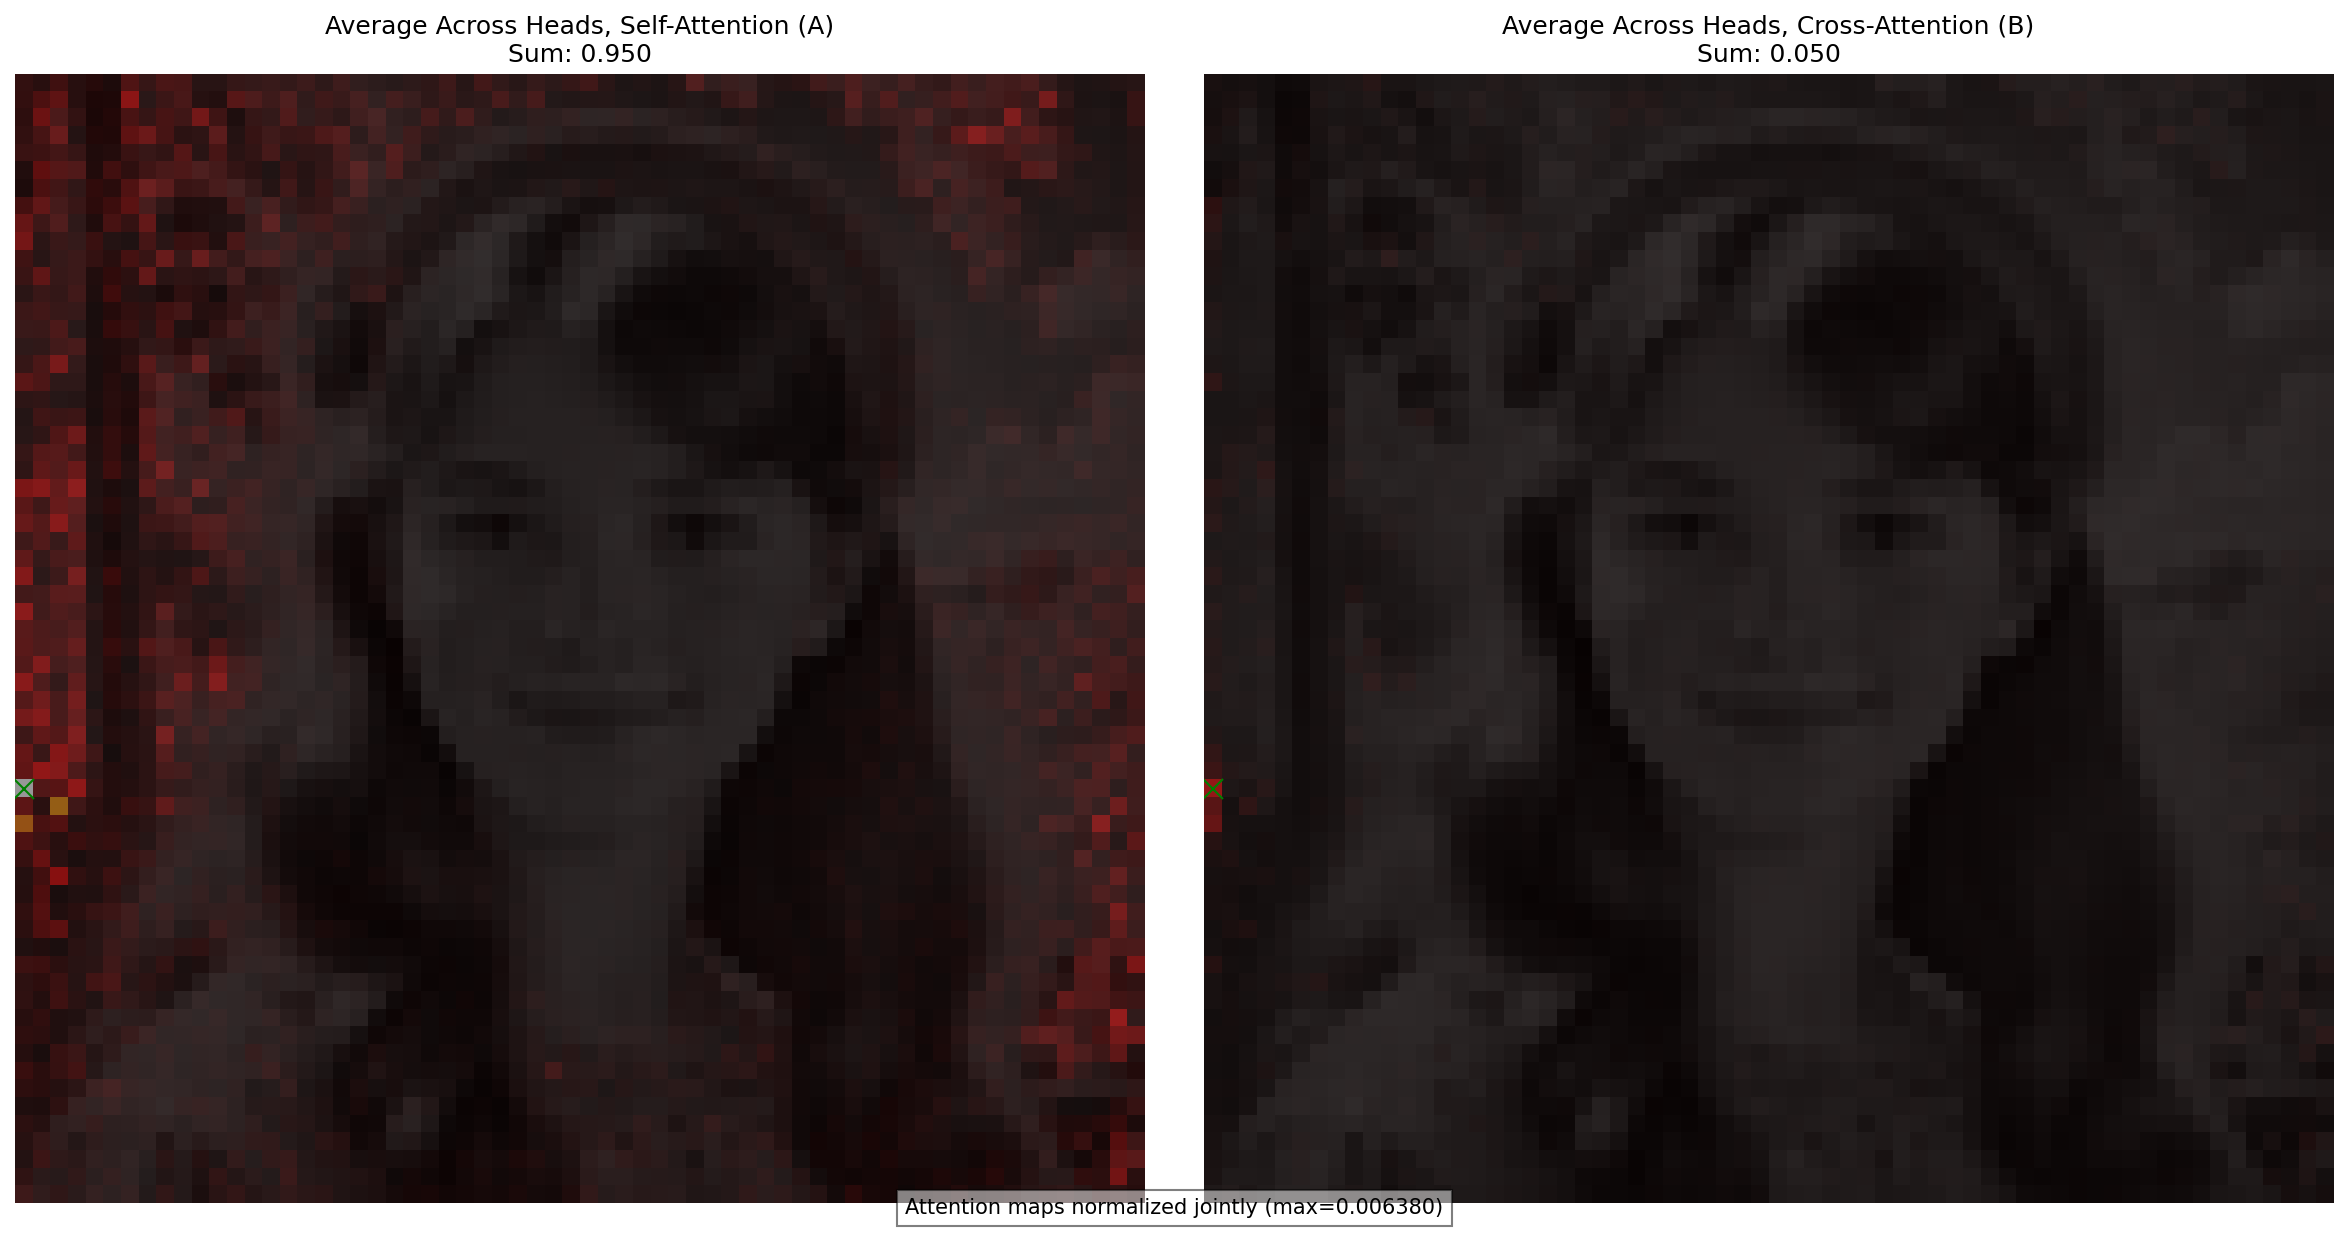 Average Across Heads, Self-Attention (A)
Sum: 0.950
Average Across Heads, Cross-Attention (B)
Sum: 0.050
Attention maps normalized jointly (max=0.006380)